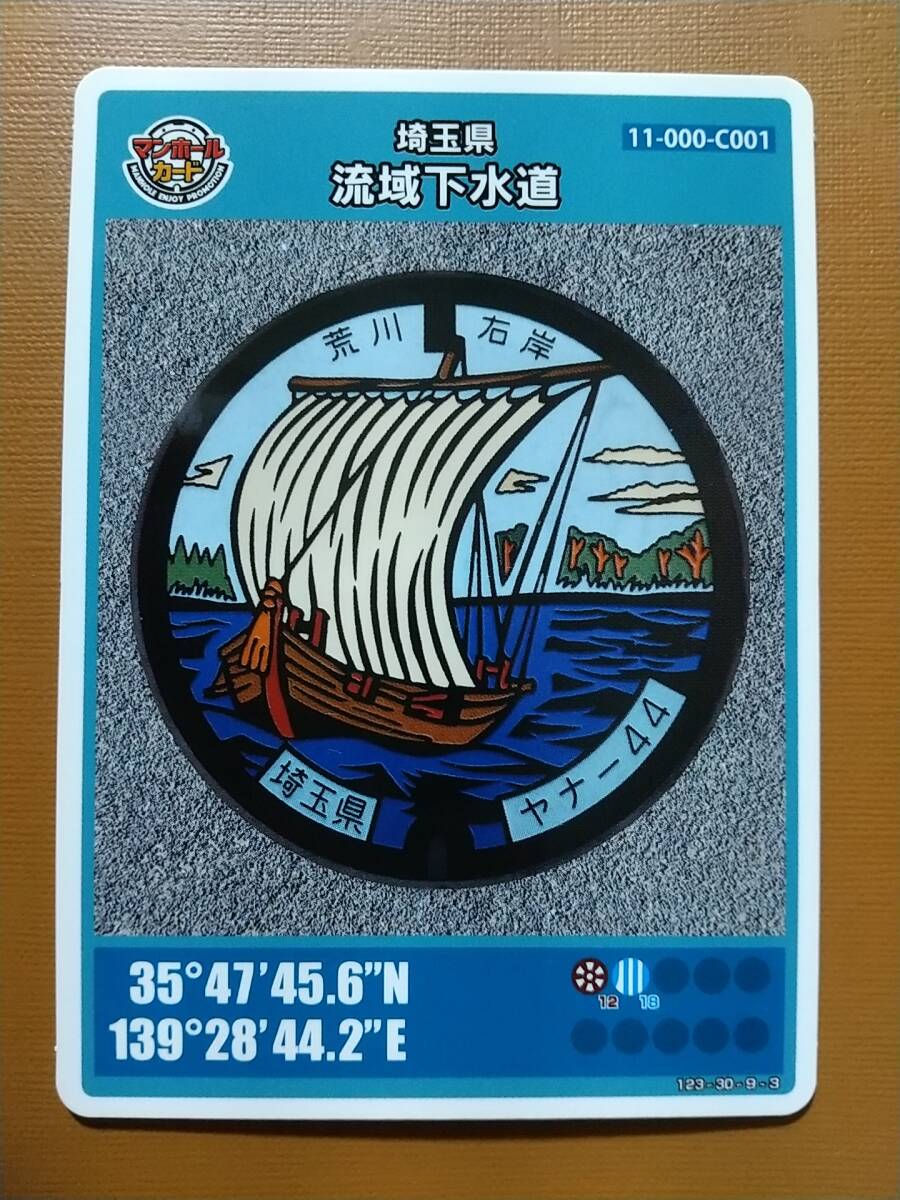 マンホール
カード
MANHOLE ENJOY PROMOTION
埼玉県
流域下水道
11-000-C001
荒川 右岸
埼玉県
ヤナー44
35°47'45.6"N
139°28'44.2"E
12
18
123-30-9-3